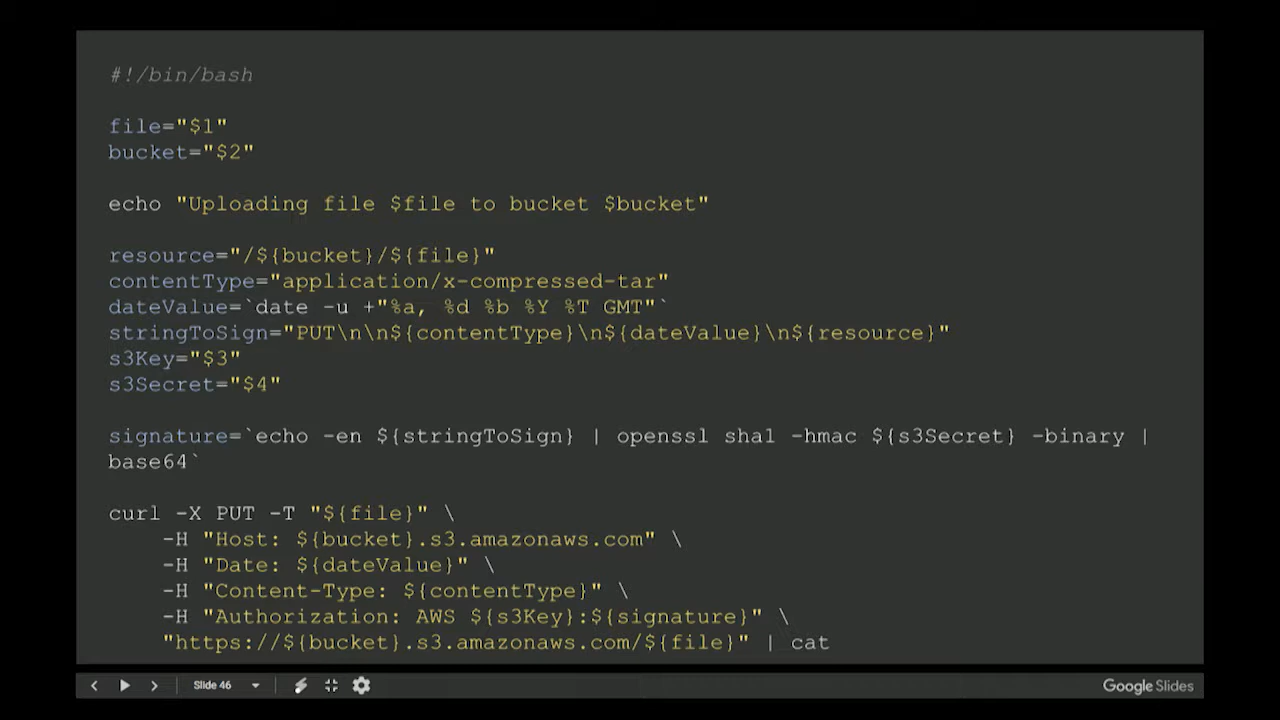 #!/bin/bash
file="$1"
bucket="$2"
echo "Uploading file $file to bucket $bucket"
resource="/${bucket}/${file}"
contentType="application/x-compressed-tar"
dateValue=`date -u +"%a, %d %b %Y %T GMT"`
stringToSign="PUT\n\n${contentType}\n${dateValue}\n${resource}"
s3Key="$3"
s3Secret="$4"
signature=`echo -en ${stringToSign} | openssl sha1 -hmac ${s3Secret} -binary |
base64`
curl -X PUT -T "${file}" \
-H "Host: ${bucket}.s3.amazonaws.com" \
-H "Date: ${dateValue}" \
-H "Content-Type: ${contentType}" \
-H "Authorization: AWS ${s3Key}:${signature}" \
"https://${bucket}.s3.amazonaws.com/${file}" | cat
Slide 46
Google Slides